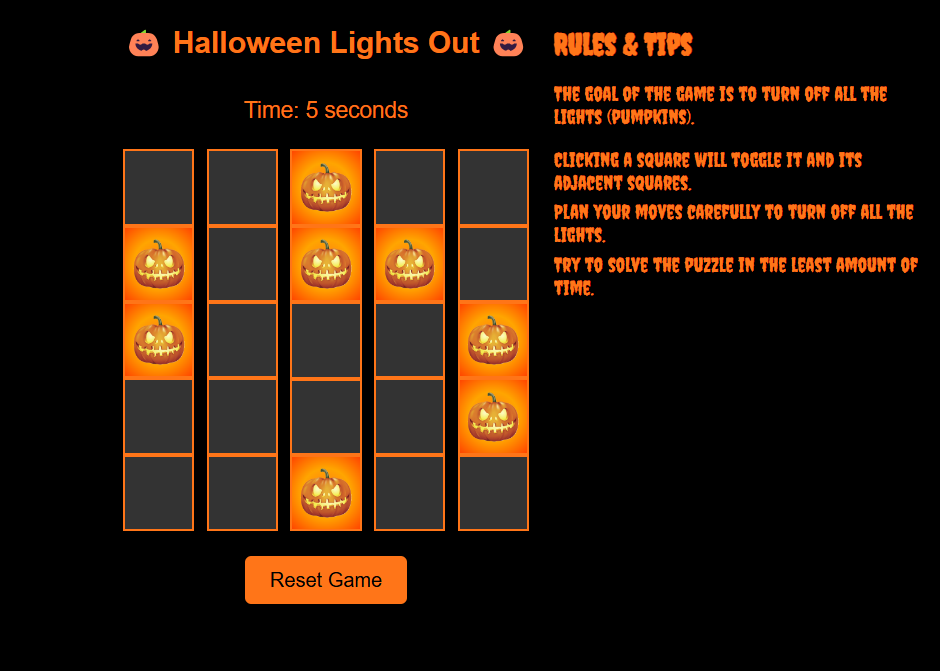 🎃 Halloween Lights Out 🎃
Time: 5 seconds
Reset Game
RULES & TIPS
THE GOAL OF THE GAME IS TO TURN OFF ALL THE
LIGHTS (PUMPKINS).
CLICKING A SQUARE WILL TOGGLE IT AND ITS
ADJACENT SQUARES.
PLAN YOUR MOVES CAREFULLY TO TURN OFF ALL THE
LIGHTS.
TRY TO SOLVE THE PUZZLE IN THE LEAST AMOUNT OF
TIME.